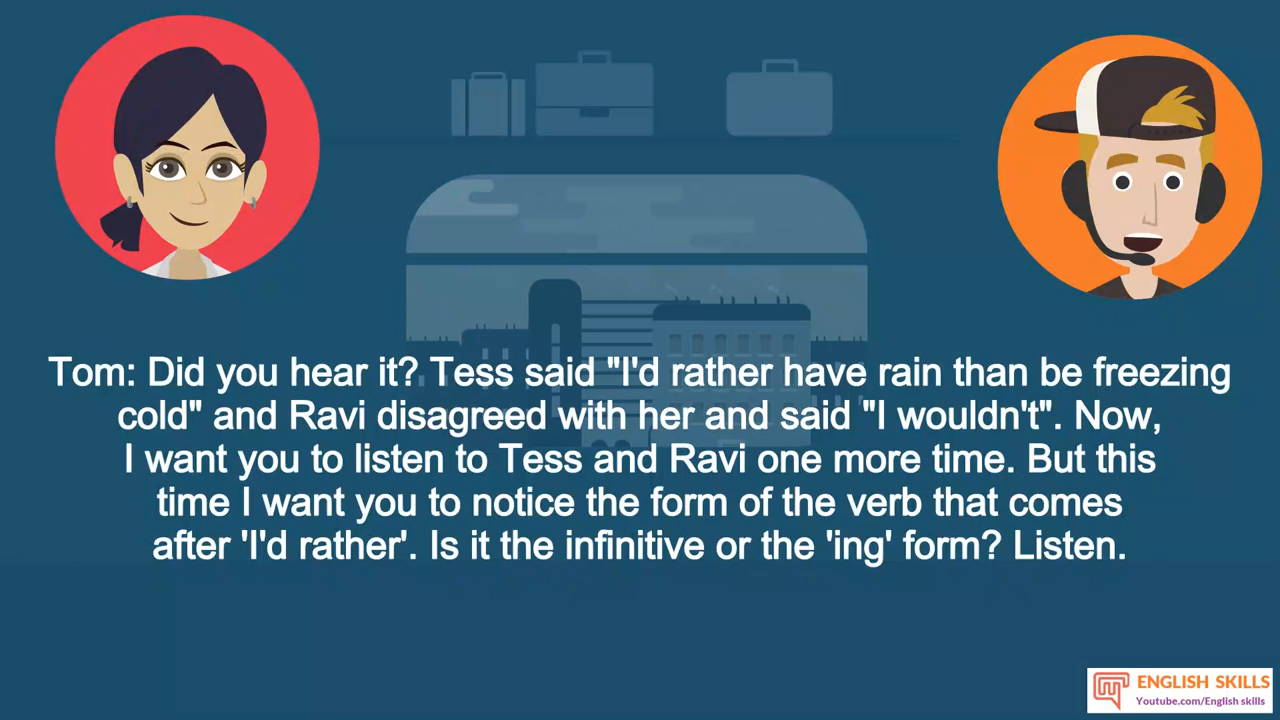 Tom: Did you hear it? Tess said "I'd rather have rain than be freezing
cold" and Ravi disagreed with her and said "I wouldn't". Now,
I want you to listen to Tess and Ravi one more time. But this
time I want you to notice the form of the verb that comes
after 'I'd rather'. Is it the infinitive or the 'ing' form? Listen.
ENGLISH SKILLS
Youtube.com/English skills